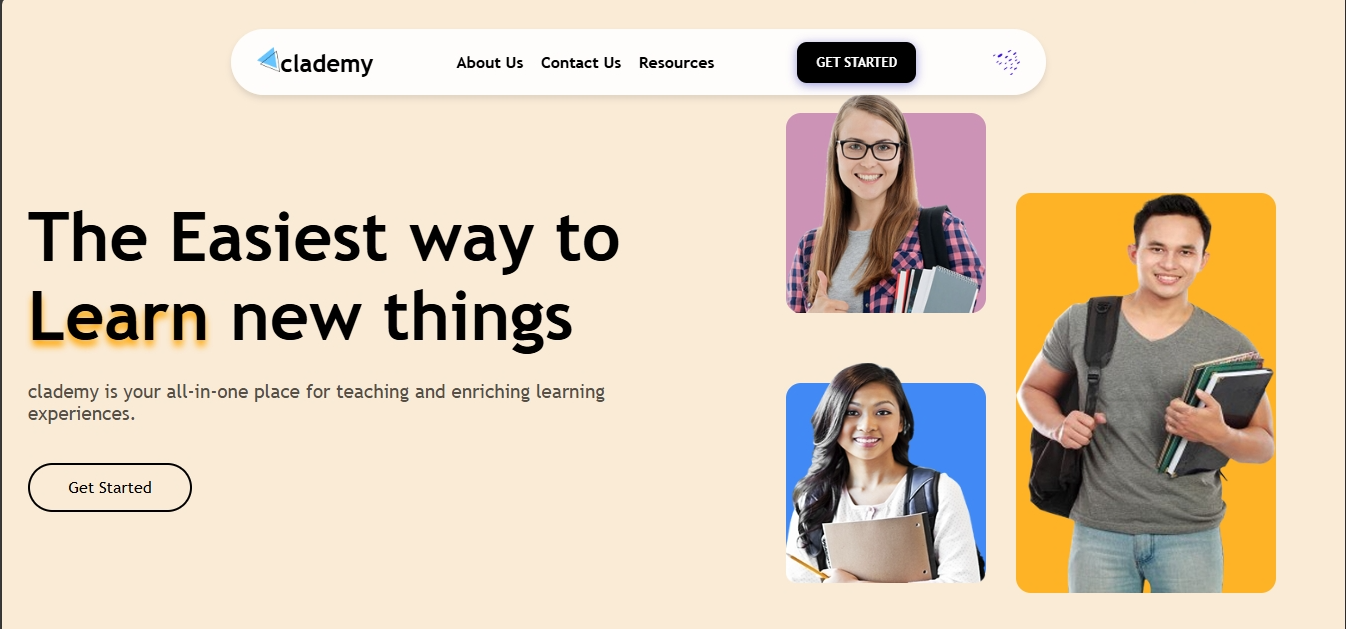 clademy
About Us Contact Us Resources
GET STARTED
The Easiest way to
Learn new things
clademy is your all-in-one place for teaching and enriching learning
experiences.
Get Started